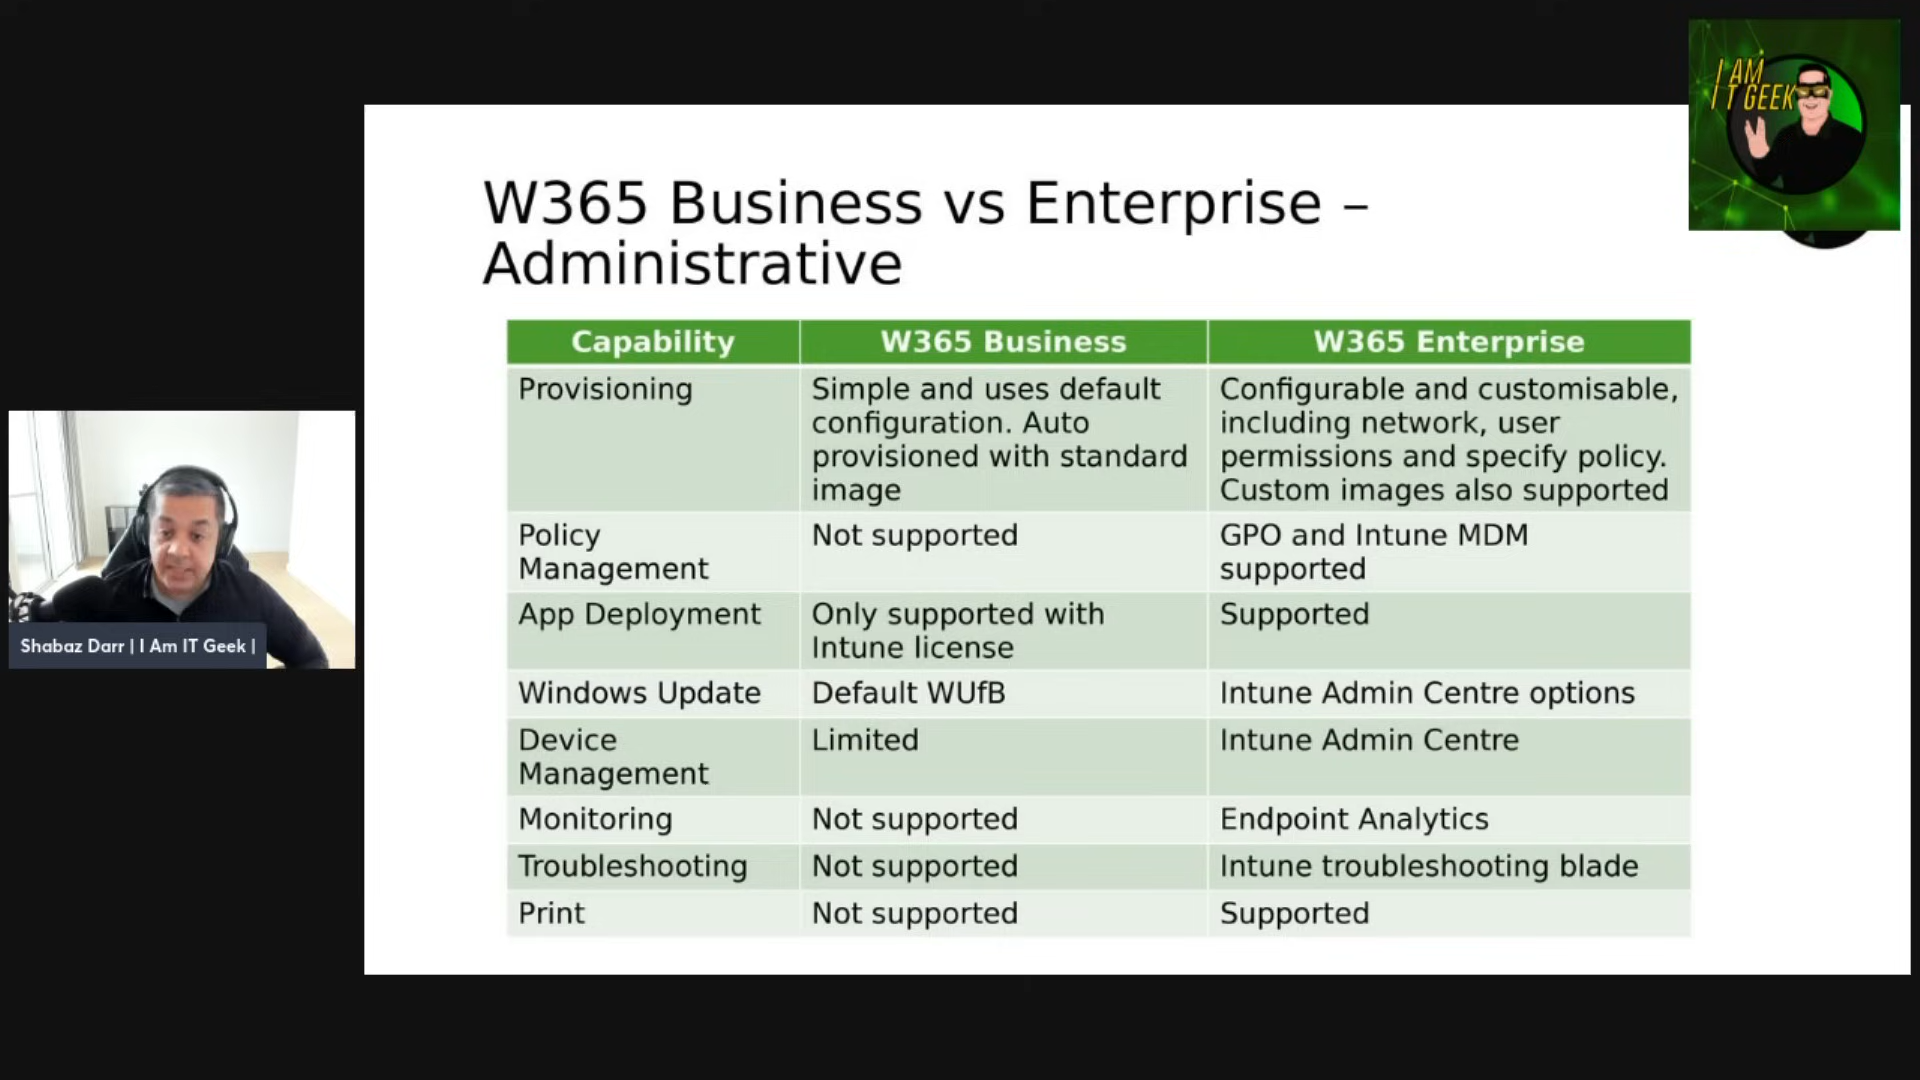 I AM
IT GEEK
W365 Business vs Enterprise –
Administrative
Capability
W365 Business
W365 Enterprise
Provisioning
Simple and uses default
configuration. Auto
provisioned with standard
image
Configurable and customisable,
including network, user
permissions and specify policy.
Custom images also supported
Policy
Management
Not supported
GPO and Intune MDM
supported
App Deployment
Only supported with
Intune license
Supported
Windows Update
Default WUfB
Intune Admin Centre options
Device
Management
Limited
Intune Admin Centre
Monitoring
Not supported
Endpoint Analytics
Troubleshooting
Not supported
Intune troubleshooting blade
Print
Not supported
Supported
Shabaz Darr | I Am IT Geek |